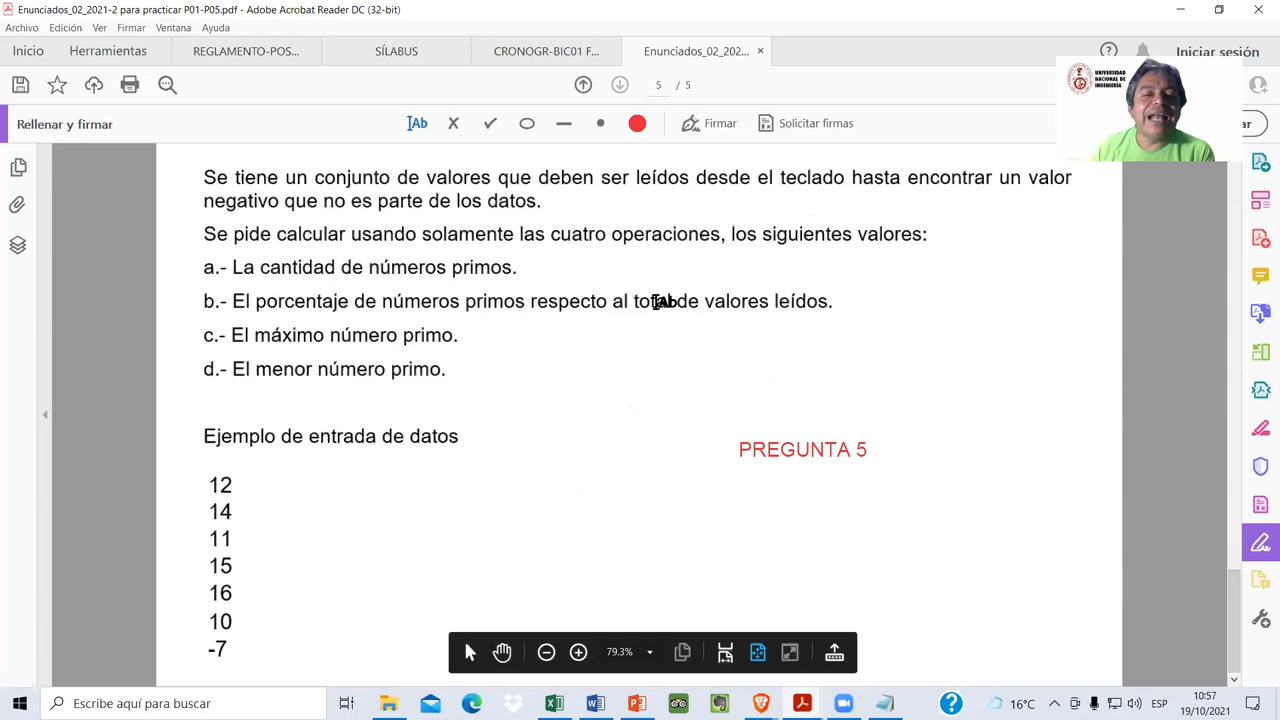 Enunciados_02_2021-2 para practicar P01-P05.pdf - Adobe Acrobat Reader DC (32-bit)
Archivo Edición Ver Firmar Ventana Ayuda
Inicio Herramientas REGLAMENTO-POS... SÍLABUS CRONOGR-BIC01 F... Enunciados_02_202... × Iniciar sesión
5 / 5
UNIVERSIDAD
NACIONAL DE
INGENIERÍA
Rellenar y firmar Ab Firmar Solicitar firmas ar
Se tiene un conjunto de valores que deben ser leídos desde el teclado hasta encontrar un valor
negativo que no es parte de los datos.
Se pide calcular usando solamente las cuatro operaciones, los siguientes valores:
a.- La cantidad de números primos.
b.- El porcentaje de números primos respecto al total de valores leídos.
c.- El máximo número primo.
d.- El menor número primo.
Ejemplo de entrada de datos
PREGUNTA 5
12
14
11
15
16
10
-7
79.3%
Escribe aquí para buscar
16°C ESP 10:57
19/10/2021